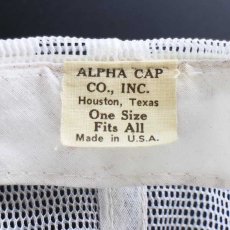 ALPHA CAP
CO., INC.
Houston, Texas
One Size
Fits All
Made in U.S.A.